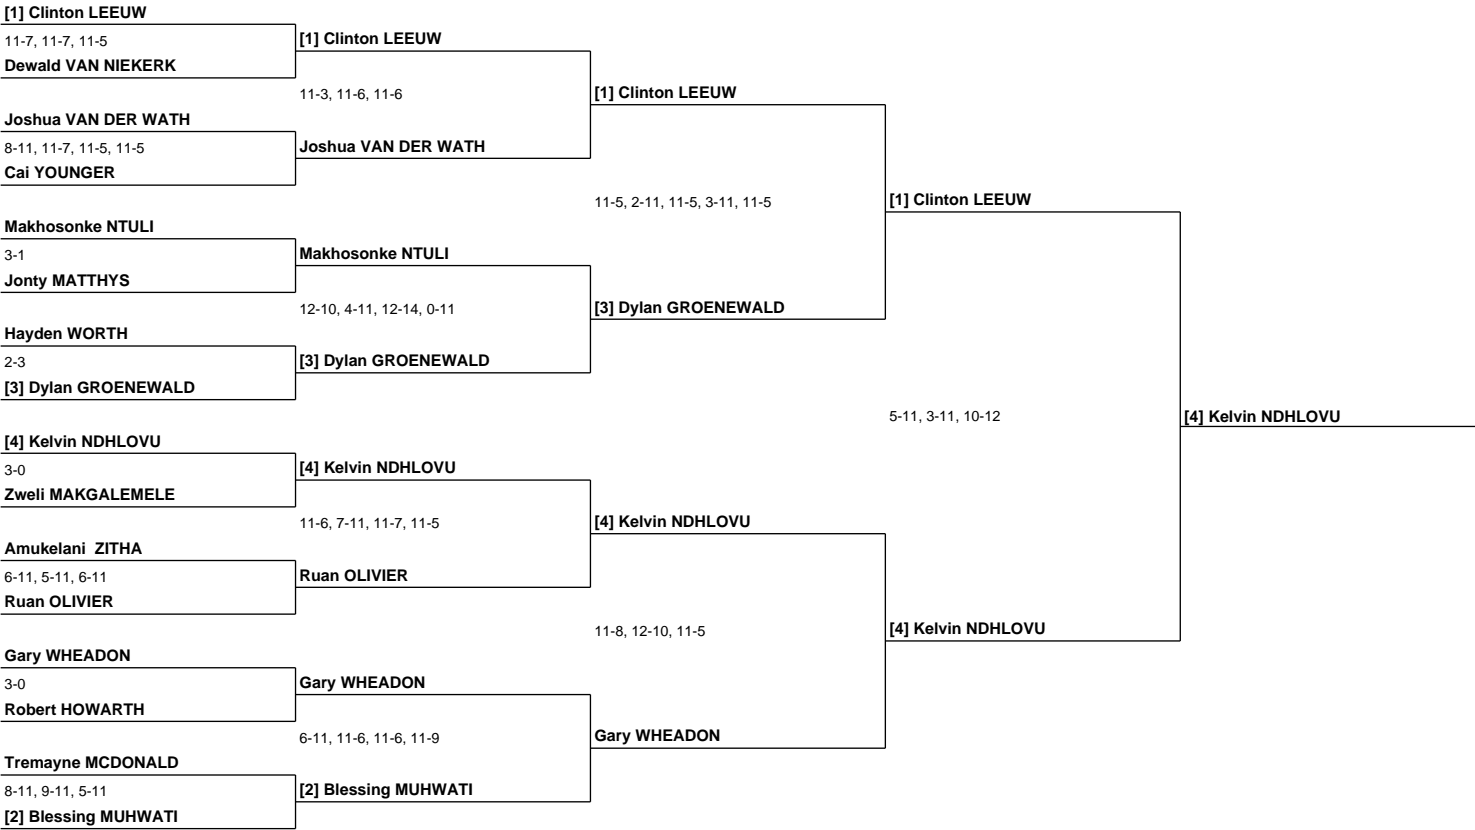 [1] Clinton LEEUW
11-7, 11-7, 11-5
Dewald VAN NIEKERK
Joshua VAN DER WATH
8-11, 11-7, 11-5, 11-5
Cai YOUNGER
Makhosonke NTULI
3-1
Jonty MATTHYS
Hayden WORTH
2-3
[3] Dylan GROENEWALD
[4] Kelvin NDHLOVU
3-0
Zweli MAKGALEMELE
Amukelani  ZITHA
6-11, 5-11, 6-11
Ruan OLIVIER
Gary WHEADON
3-0
Robert HOWARTH
Tremayne MCDONALD
8-11, 9-11, 5-11
[2] Blessing MUHWATI
[1] Clinton LEEUW
11-3, 11-6, 11-6
Joshua VAN DER WATH
Makhosonke NTULI
12-10, 4-11, 12-14, 0-11
[3] Dylan GROENEWALD
[4] Kelvin NDHLOVU
11-6, 7-11, 11-7, 11-5
Ruan OLIVIER
Gary WHEADON
6-11, 11-6, 11-6, 11-9
[2] Blessing MUHWATI
[1] Clinton LEEUW
11-5, 2-11, 11-5, 3-11, 11-5
[3] Dylan GROENEWALD
[4] Kelvin NDHLOVU
11-8, 12-10, 11-5
Gary WHEADON
[1] Clinton LEEUW
5-11, 3-11, 10-12
[4] Kelvin NDHLOVU
[4] Kelvin NDHLOVU